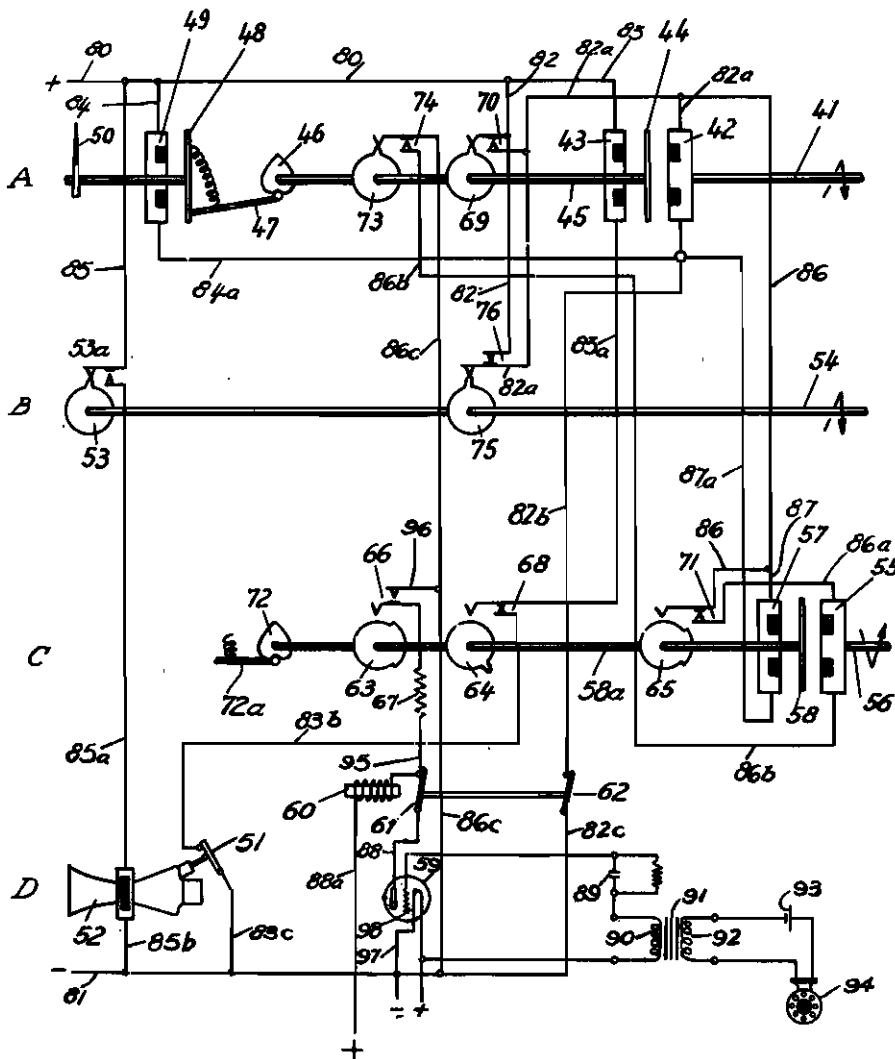 49 48 80 82 82a 85 44
+ 80 84 74 70 82a
50 46 43 42 41
A
47 73 69 45
85 84a 86b 82 86
76 83a
53a 86c 82a 54
B
53 75
87a
82b 87
96 86 86a
66 68 71 57 55
72
C
63 64 58a 65 58 56
72a 67
83b
85a 95 86b
60 61 62
51 88 86c 82c
59 89 91 93
D
52 88a 98 90 92
85b 83c 97 94
- 81
= +
+